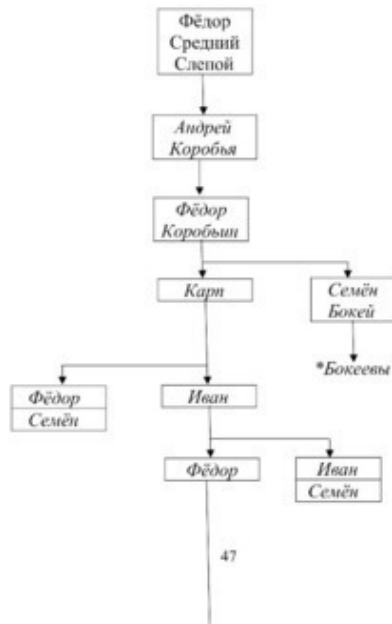 Фёдор
Средний
Слепой
Андрей
Коробья
Фёдор
Коробьин
Карп
Семён
Бокей
*Бокеевы
Фёдор
Семён
Иван
Фёдор
Иван
Семён
47